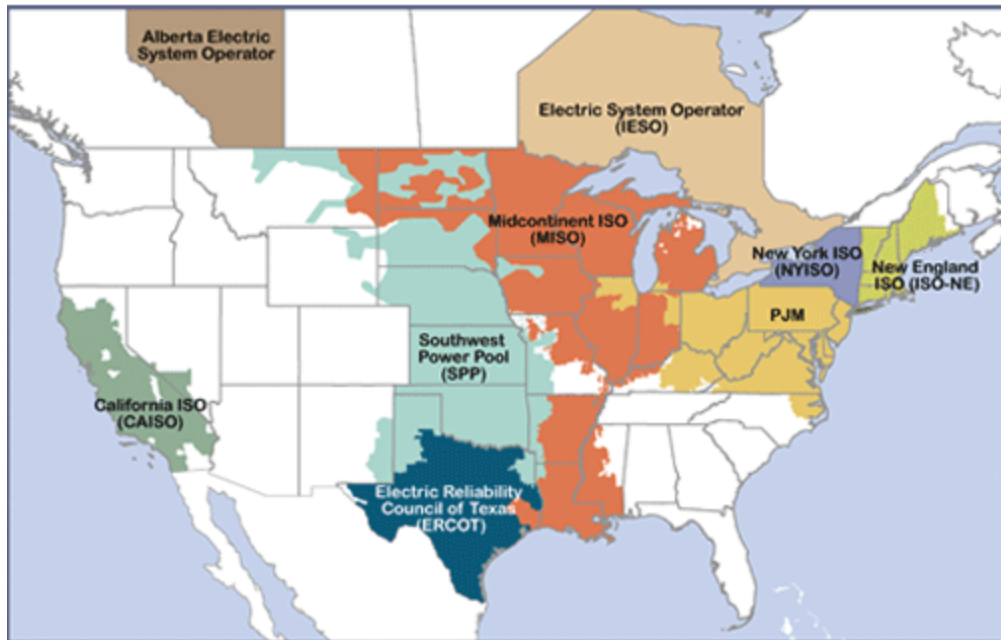 Alberta Electric
System Operator
Electric System Operator
(IESO)
Midcontinent ISO
(MISO)
New York ISO
(NYISO)
New England
ISO (ISO-NE)
PJM
Southwest
Power Pool
(SPP)
California ISO
(CAISO)
Electric Reliability
Council of Texas
(ERCOT)